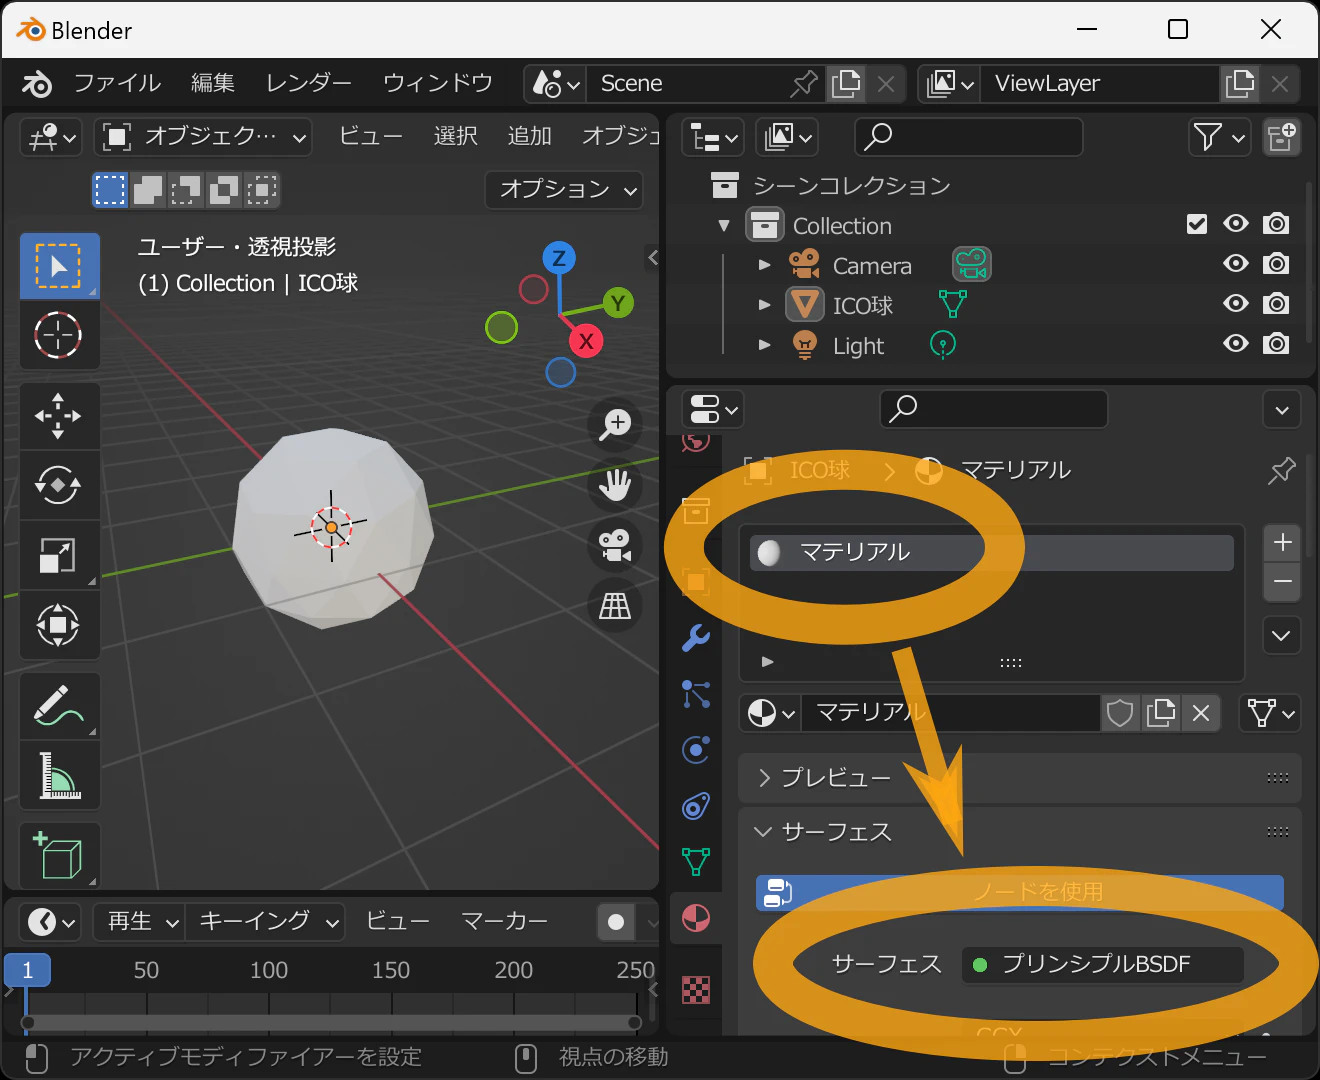 Blender
ファイル 編集 レンダー ウィンドウ Scene ViewLayer
オブジェク… ビュー 選択 追加 オブジェ
オプション
ユーザー・透視投影
(1) Collection | ICO球
Z
Y
X
シーンコレクション
Collection
Camera
ICO球
Light
ICO球 マテリアル
マテリアル
マテリアル
プレビュー
サーフェス
ノードを使用
サーフェス プリンシプルBSDF
GGX
再生 キーイング ビュー マーカー
1 50 100 150 200 250
アクティブモディファイアーを設定 視点の移動 コンテクストメニュー